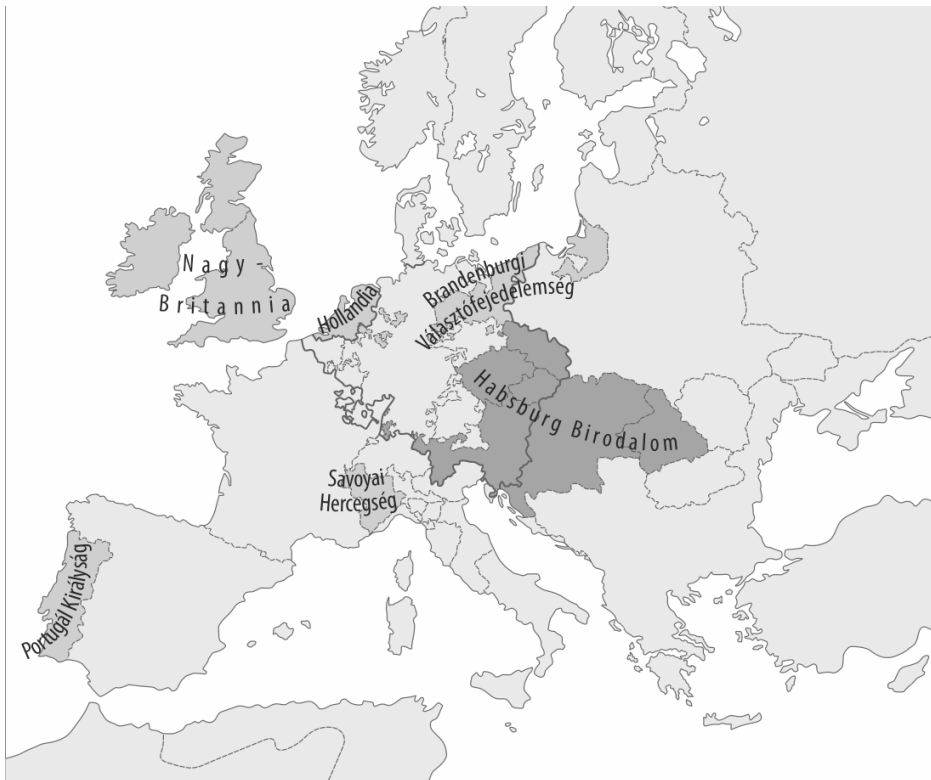 Nagy-
Britannia
Hollandia
Brandenburgi
Választófejedelemség
Habsburg Birodalom
Savoyai
Hercegség
Portugál Királyság